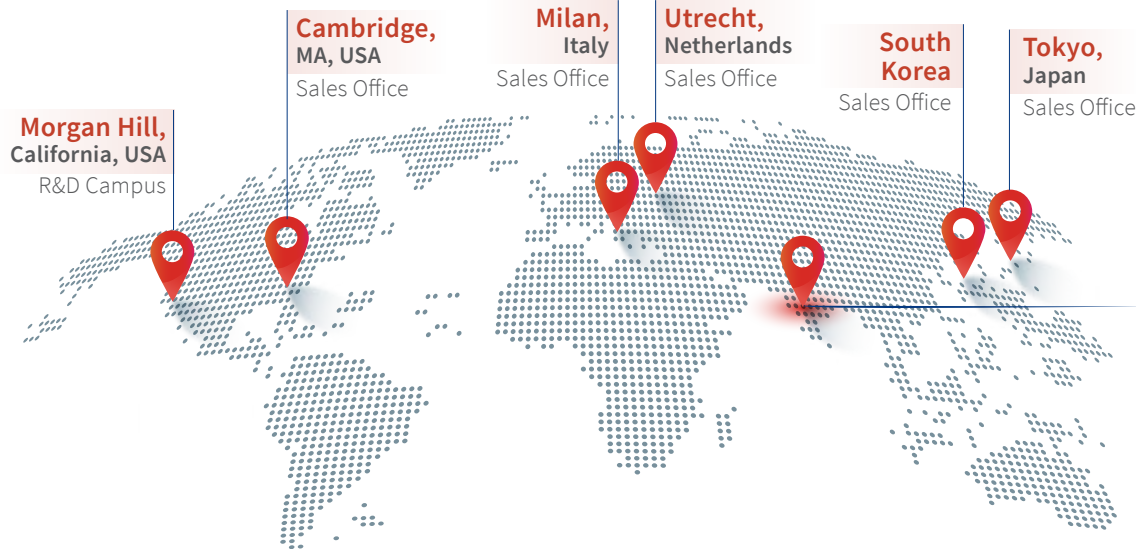 Morgan Hill,
California, USA
R&D Campus
Cambridge,
MA, USA
Sales Office
Milan,
Italy
Sales Office
Utrecht,
Netherlands
Sales Office
South
Korea
Sales Office
Tokyo,
Japan
Sales Office